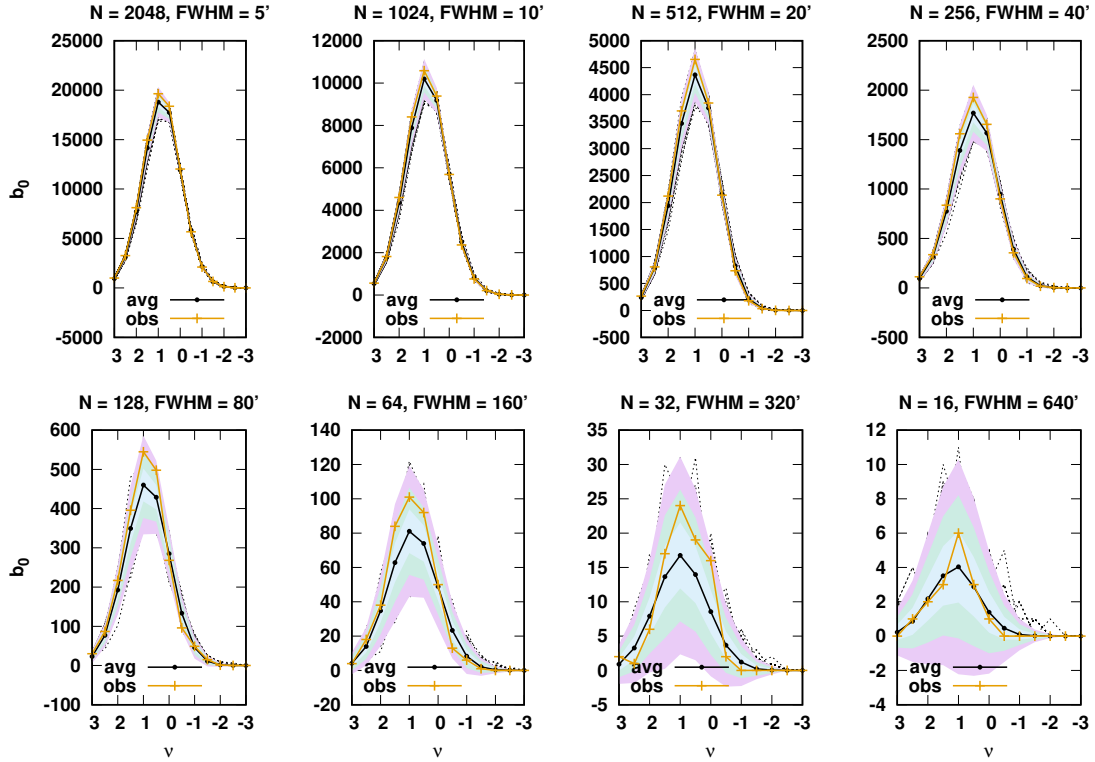 N = 2048, FWHM = 5'
N = 1024, FWHM = 10'
N = 512, FWHM = 20'
N = 256, FWHM = 40'
25000
20000
15000
10000
5000
0
-5000
b0
avg
obs
3 2 1 0 -1 -2 -3
12000
10000
8000
6000
4000
2000
0
-2000
avg
obs
3 2 1 0 -1 -2 -3
5000
4500
4000
3500
3000
2500
2000
1500
1000
500
0
-500
avg
obs
3 2 1 0 -1 -2 -3
2500
2000
1500
1000
500
0
-500
avg
obs
3 2 1 0 -1 -2 -3
N = 128, FWHM = 80'
N = 64, FWHM = 160'
N = 32, FWHM = 320'
N = 16, FWHM = 640'
600
500
400
300
200
100
0
-100
b0
avg
obs
3 2 1 0 -1 -2 -3
ν
140
120
100
80
60
40
20
0
-20
avg
obs
3 2 1 0 -1 -2 -3
ν
35
30
25
20
15
10
5
0
-5
avg
obs
3 2 1 0 -1 -2 -3
ν
12
10
8
6
4
2
0
-2
-4
avg
obs
3 2 1 0 -1 -2 -3
ν